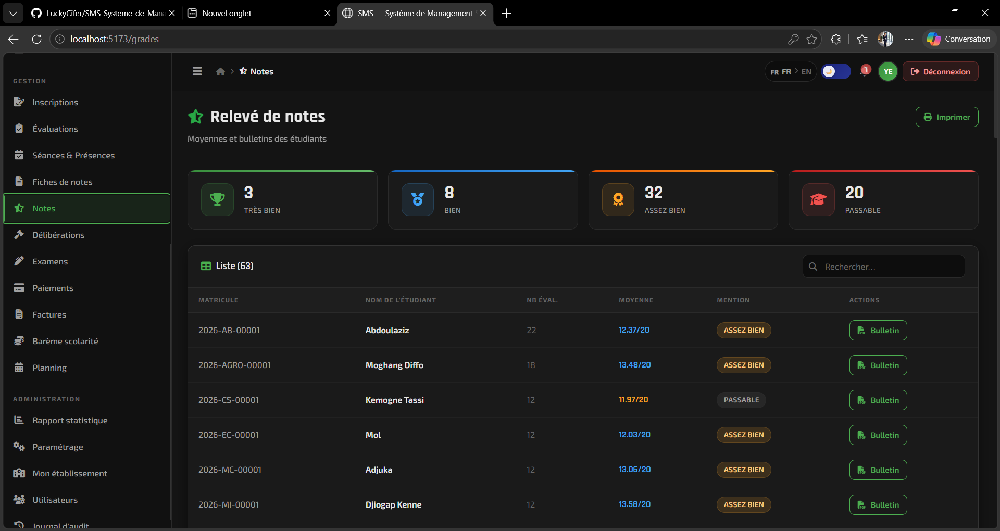 LuckyCifer/SMS-Systeme-de-Mana
Nouvel onglet
SMS — Système de Management
localhost:5173/grades
Conversation
GESTION
Inscriptions
Évaluations
Séances & Présences
Fiches de notes
Notes
Délibérations
Examens
Paiements
Factures
Barème scolarité
Planning
ADMINISTRATION
Rapport statistique
Paramétrage
Mon établissement
Utilisateurs
Journal d'audit
Notes
FR FR > EN
1
YE
Déconnexion
Relevé de notes
Imprimer
Moyennes et bulletins des étudiants
3
TRÈS BIEN
8
BIEN
32
ASSEZ BIEN
20
PASSABLE
Liste (63)
Rechercher...
MATRICULE NOM DE L'ÉTUDIANT NB ÉVAL. MOYENNE MENTION ACTIONS
2026-AB-00001 Abdoulaziz 22 12.37/20 ASSEZ BIEN Bulletin
2026-AGRO-00001 Moghang Diffo 18 13.48/20 ASSEZ BIEN Bulletin
2026-CS-00001 Kemogne Tassi 12 11.97/20 PASSABLE Bulletin
2026-EC-00001 Mol 12 12.03/20 ASSEZ BIEN Bulletin
2026-MC-00001 Adjuka 12 13.06/20 ASSEZ BIEN Bulletin
2026-MI-00001 Djiogap Kenne 12 13.58/20 ASSEZ BIEN Bulletin